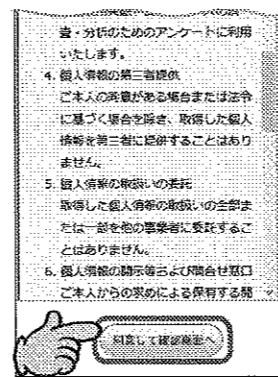 査・分析のためのアンケートに利用
いたします。
4. 個人情報の第三者提供
ご本人の同意がある場合または法令
に基づく場合を除き、取得した個人
情報を第三者に提供することはあり
ません。
5. 個人情報の取扱いの委託
取得した個人情報の取扱いの全部ま
たは一部を他の事業者に委託するこ
とはありません。
6. 個人情報の開示等および問合せ窓口
ご本人からの求めによる保有する開
同意して確認画面へ